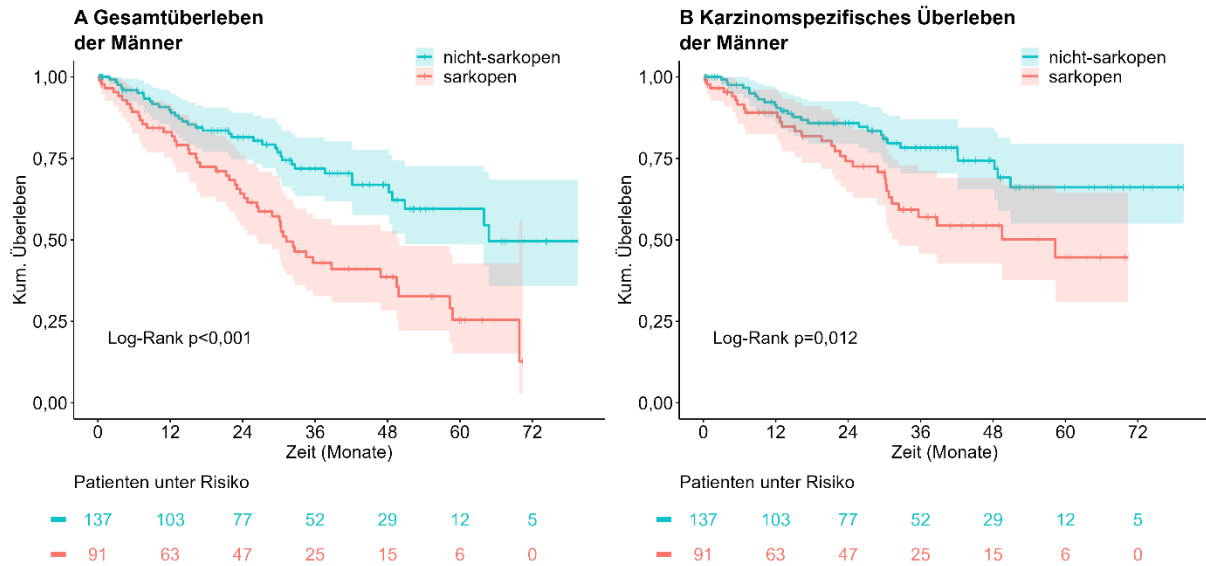 A Gesamtüberleben
der Männer
nicht-sarkopen
sarkopen
Kum. Überleben
1,00
0,75
0,50
0,25
0,00
Log-Rank p<0,001
0 12 24 36 48 60 72
Zeit (Monate)
Patienten unter Risiko
137 103 77 52 29 12 5
91 63 47 25 15 6 0
B Karzinomspezifisches Überleben
der Männer
nicht-sarkopen
sarkopen
Kum. Überleben
1,00
0,75
0,50
0,25
0,00
Log-Rank p=0,012
0 12 24 36 48 60 72
Zeit (Monate)
Patienten unter Risiko
137 103 77 52 29 12 5
91 63 47 25 15 6 0